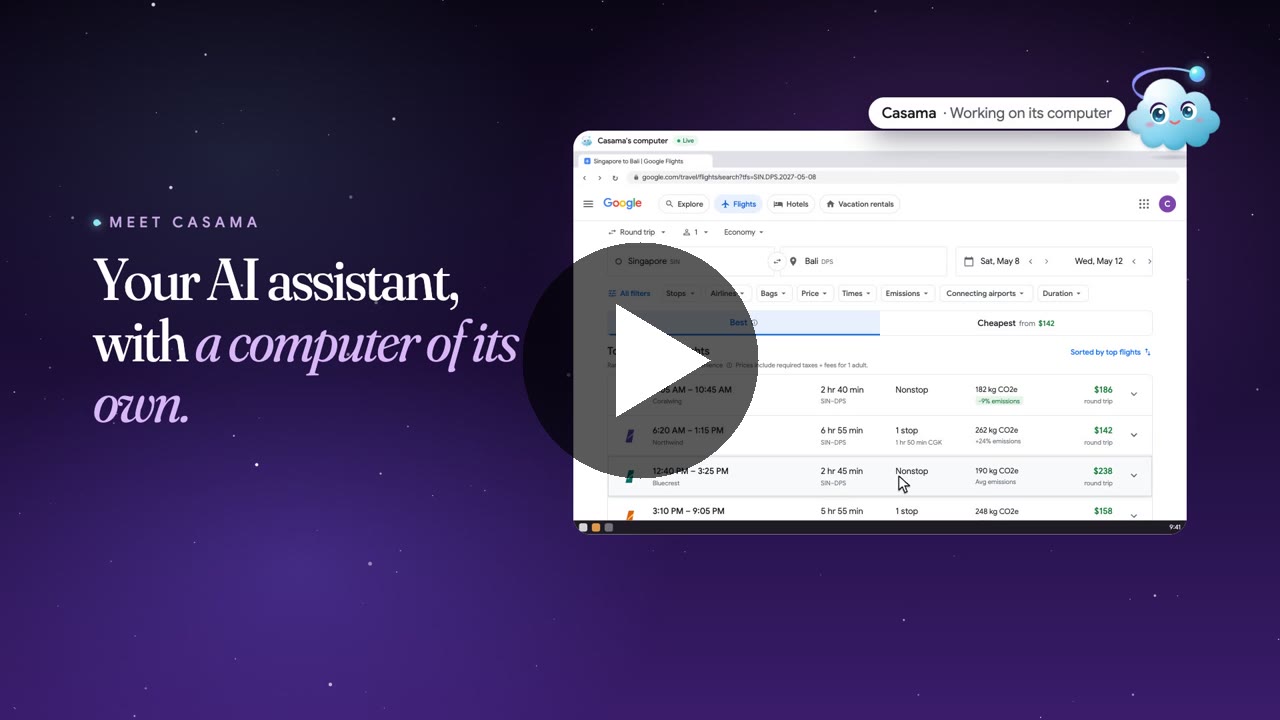 Casama · Working on its computer
Casama's computer Live
Singapore to Bali | Google Flights
google.com/travel/flights/search?tfs=SIN.DPS.2027-05-08
Google Explore Flights Hotels Vacation rentals C
Round trip 1 Economy
Singapore SIN Bali DPS Sat, May 8 Wed, May 12
All filters Stops Airlines Bags Price Times Emissions Connecting airports Duration
Best Cheapest from $142
Sorted by top flights
Prices include required taxes + fees for 1 adult.
AM – 10:45 AM 2 hr 40 min Nonstop 182 kg CO2e $186
Coralwing SIN–DPS -9% emissions round trip
6:20 AM – 1:15 PM 6 hr 55 min 1 stop 262 kg CO2e $142
Northwind SIN–DPS 1 hr 50 min CGK +24% emissions round trip
12:40 PM – 3:25 PM 2 hr 45 min Nonstop 190 kg CO2e $238
Bluecrest SIN–DPS Avg emissions round trip
3:10 PM – 9:05 PM 5 hr 55 min 1 stop 248 kg CO2e $158
9:41
MEET CASAMA
Your AI assistant,
with a computer of its
own.